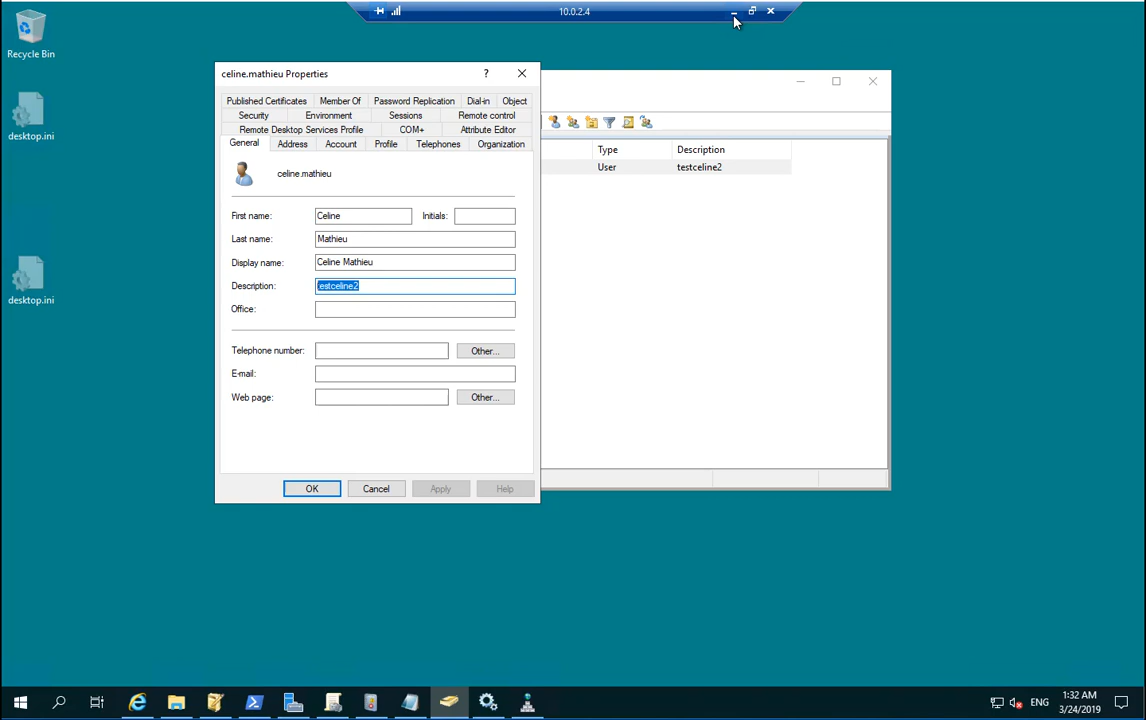 10.0.2.4
Recycle Bin
desktop.ini
desktop.ini
celine.mathieu Properties
?
Published Certificates Member Of Password Replication Dial-in Object
Security Environment Sessions Remote control
Remote Desktop Services Profile COM+ Attribute Editor
General Address Account Profile Telephones Organization
celine.mathieu
First name: Celine Initials:
Last name: Mathieu
Display name: Celine Mathieu
Description: testceline2
Office:
Telephone number: Other...
E-mail:
Web page: Other...
OK Cancel Apply Help
Type Description
User testceline2
ENG
1:32 AM
3/24/2019